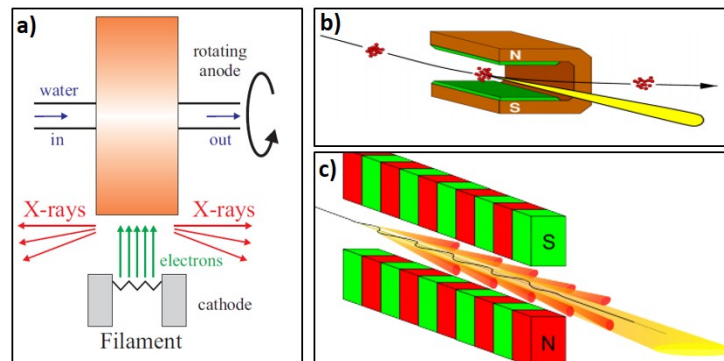 a)
rotating
anode
water
in
out
X-rays
X-rays
electrons
cathode
Filament
b)
N
S
c)
S
N